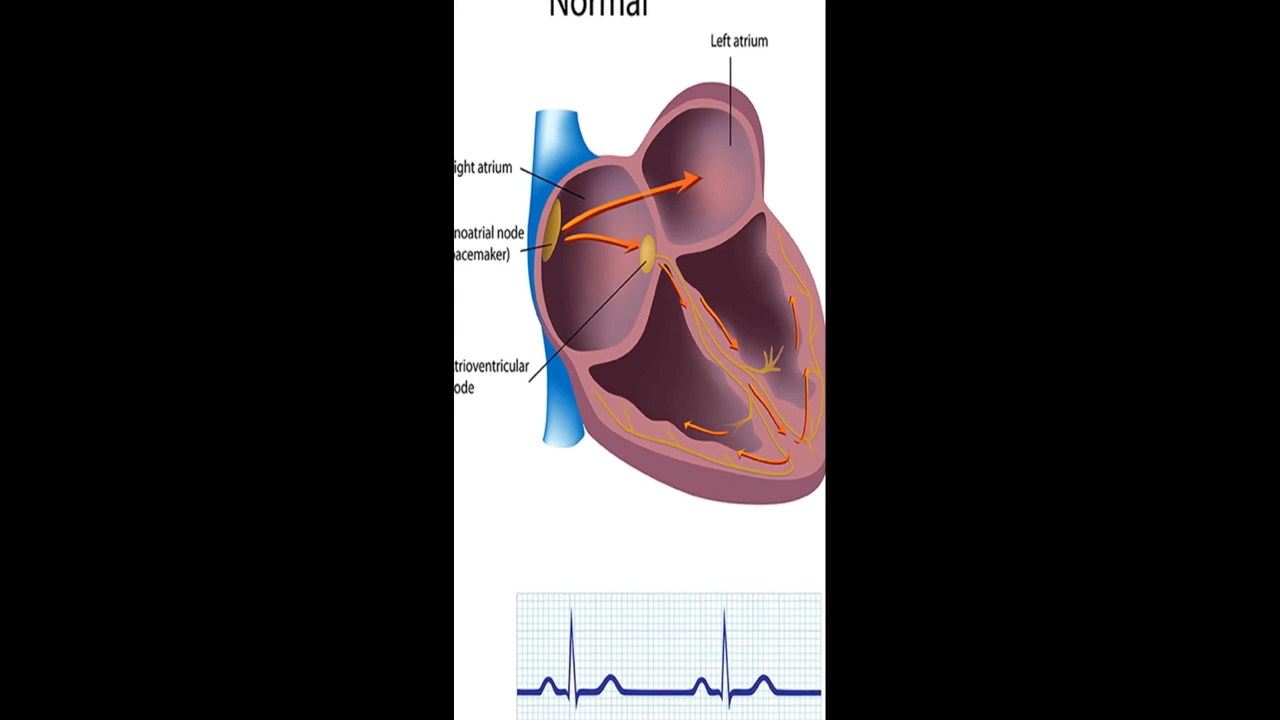 Normal
Left atrium
ight atrium
noatrial node
acemaker)
trioventricular
ode